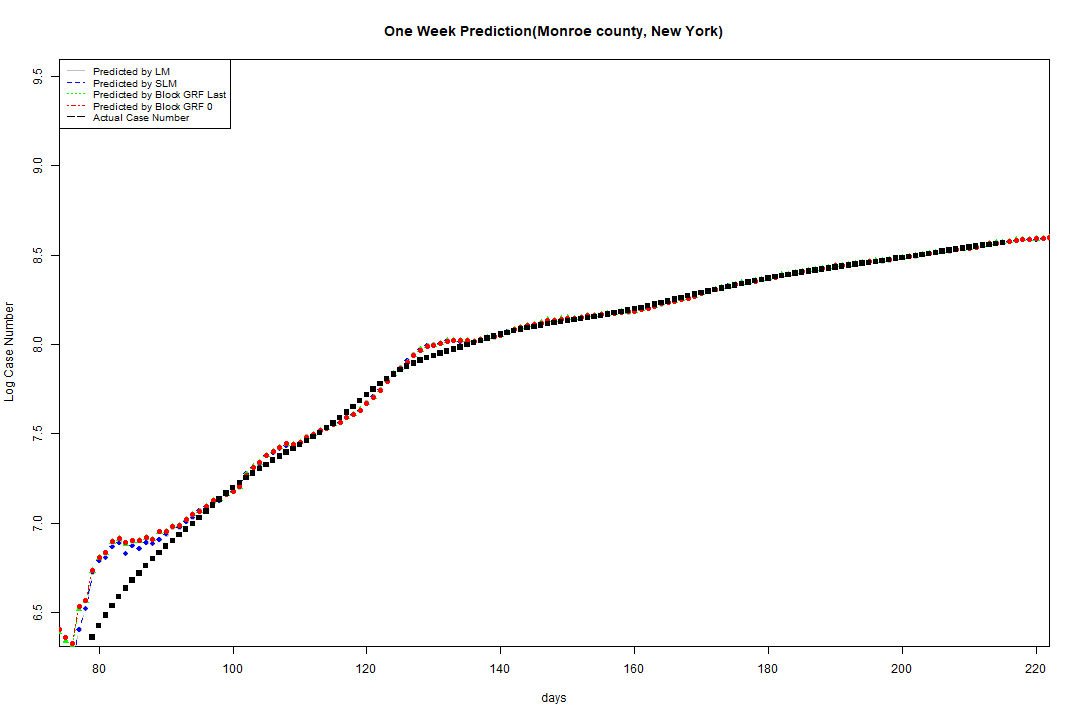 One Week Prediction(Monroe county, New York)
Predicted by LM
Predicted by SLM
Predicted by Block GRF Last
Predicted by Block GRF 0
Actual Case Number
9.5
9.0
8.5
8.0
7.5
7.0
6.5
Log Case Number
80 100 120 140 160 180 200 220
days